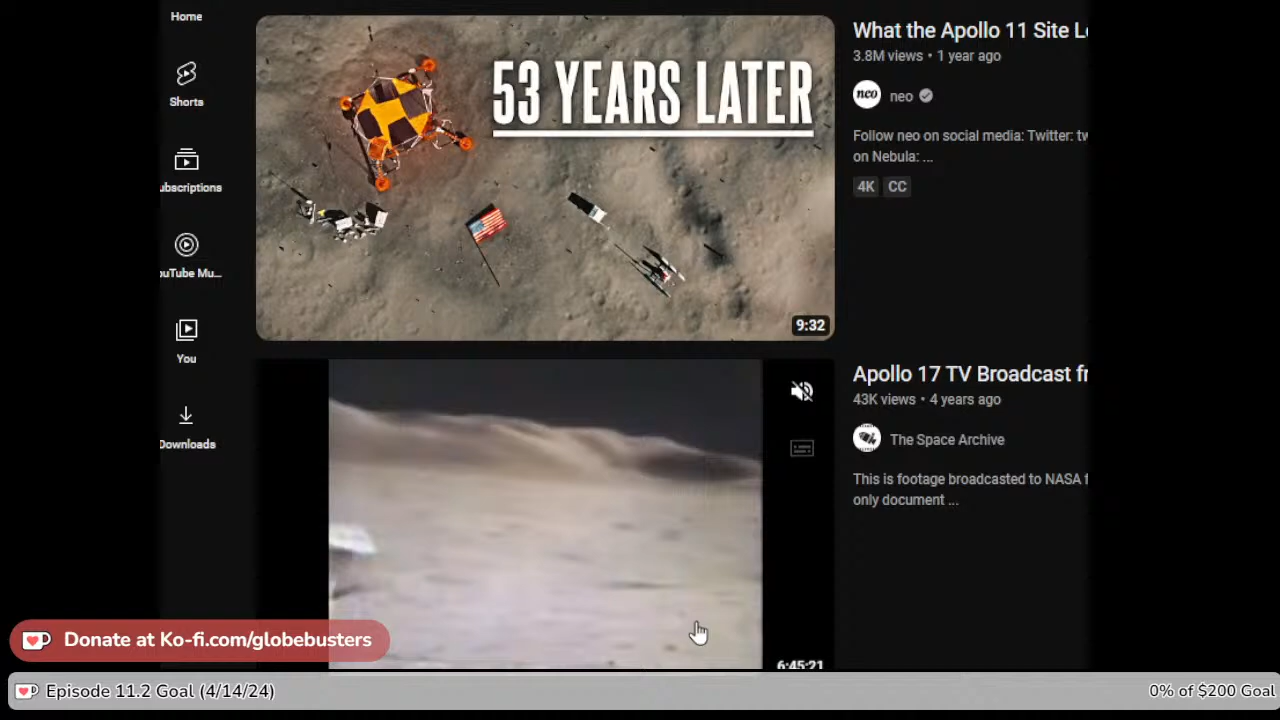 Home
Shorts
ubscriptions
ouTube Mu...
You
Downloads
53 YEARS LATER
9:32
What the Apollo 11 Site L
3.8M views • 1 year ago
neo
neo
Follow neo on social media: Twitter: tw
on Nebula: ...
4K CC
6:45:21
Apollo 17 TV Broadcast fr
43K views • 4 years ago
The Space Archive
This is footage broadcasted to NASA f
only document ...
Donate at Ko-fi.com/globebusters
Episode 11.2 Goal (4/14/24)
0% of $200 Goal